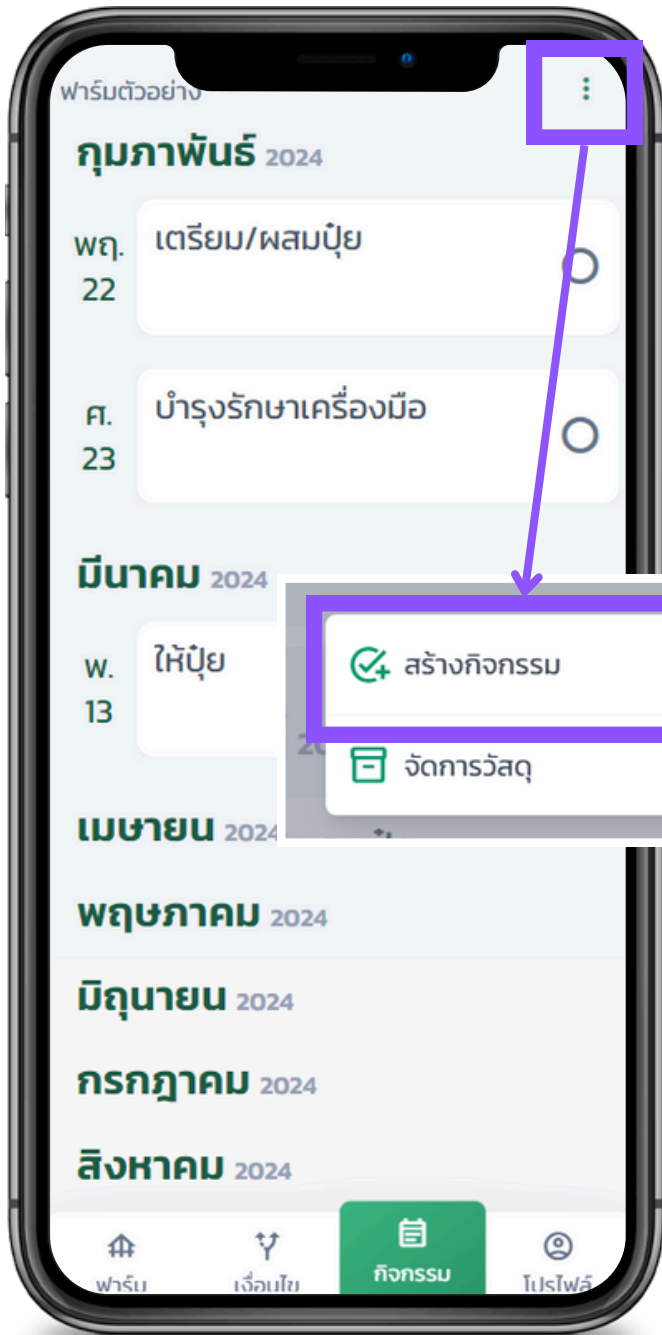 ฟาร์มตัวอย่าง
กุมภาพันธ์ 2024
พฤ.
22
เตรียม/ผสมปุ๋ย
ศ.
23
บำรุงรักษาเครื่องมือ
มีนาคม 2024
พ.
13
ให้ปุ๋ย
สร้างกิจกรรม
จัดการวัสดุ
เมษายน 2024
พฤษภาคม 2024
มิถุนายน 2024
กรกฎาคม 2024
สิงหาคม 2024
ฟาร์ม
เงื่อนไข
กิจกรรม
โปรไฟล์